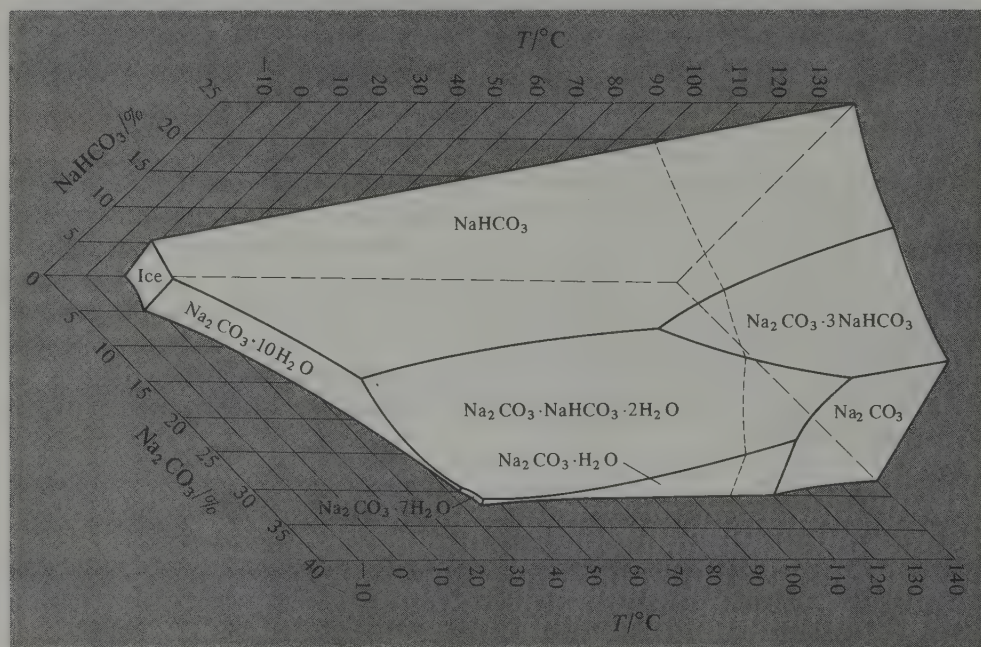 T/°C
-10 0 10 20 30 40 50 60 70 80 90 100 110 120 130
NaHCO₃/%
25
20
15
10
5
0
NaHCO₃
Ice
Na₂CO₃·10H₂O
Na₂CO₃·3NaHCO₃
Na₂CO₃·NaHCO₃·2H₂O
Na₂CO₃
Na₂CO₃·H₂O
Na₂CO₃·7H₂O
5
10
15
20
25
30
35
40
Na₂CO₃/%
-10 0 10 20 30 40 50 60 70 80 90 100 120 130 140
T/°C